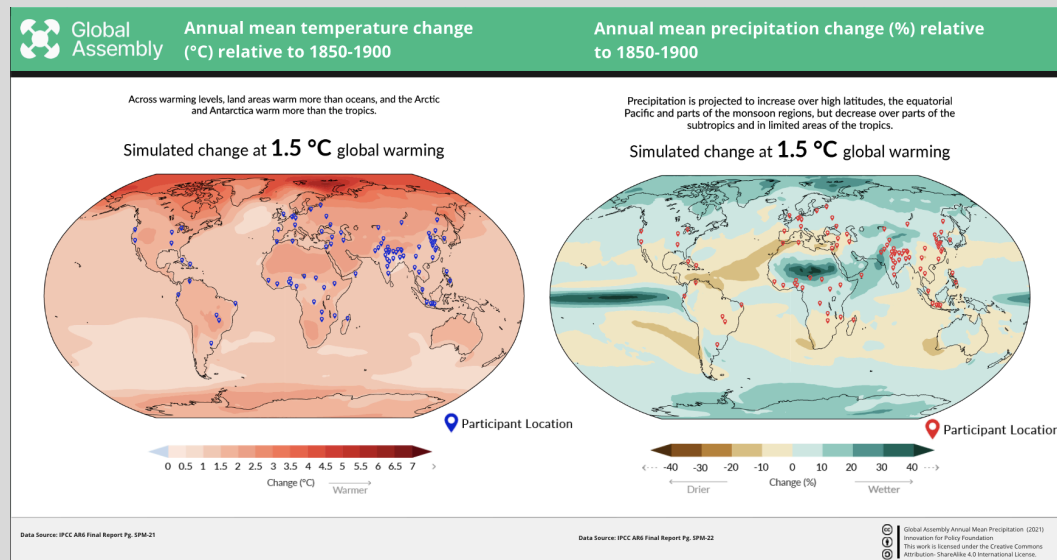 Global
Assembly
Annual mean temperature change
(°C) relative to 1850-1900
Annual mean precipitation change (%) relative
to 1850-1900
Across warming levels, land areas warm more than oceans, and the Arctic
and Antarctica warm more than the tropics.
Simulated change at 1.5 °C global warming
Participant Location
0 0.5 1 1.5 2 2.5 3 3.5 4 4.5 5 5.5 6 6.5 7
Change (°C)
Warmer
Precipitation is projected to increase over high latitudes, the equatorial
Pacific and parts of the monsoon regions, but decrease over parts of the
subtropics and in limited areas of the tropics.
Simulated change at 1.5 °C global warming
Participant Location
-40 -30 -20 -10 0 10 20 30 40
Drier
Change (%)
Wetter
Data Source: IPCC AR6 Final Report Pg. SPM-21
Data Source: IPCC AR6 Final Report Pg. SPM-22
cc
Global Assembly Annual Mean Precipitation (2021)
Innovation for Policy Foundation
This work is licensed under the Creative Commons
Attribution- ShareAlike 4.0 International License.